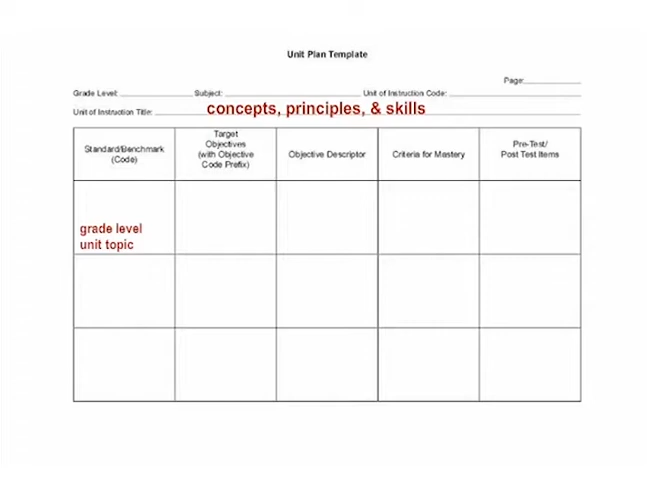 Unit Plan Template
Page:
Grade Level: Subject: Unit of Instruction Code:
Unit of Instruction Title: concepts, principles, & skills
Standard/Benchmark
(Code)
Target
Objectives
(with Objective
Code Prefix)
Objective Descriptor
Criteria for Mastery
Pre-Test/
Post Test Items
grade level
unit topic